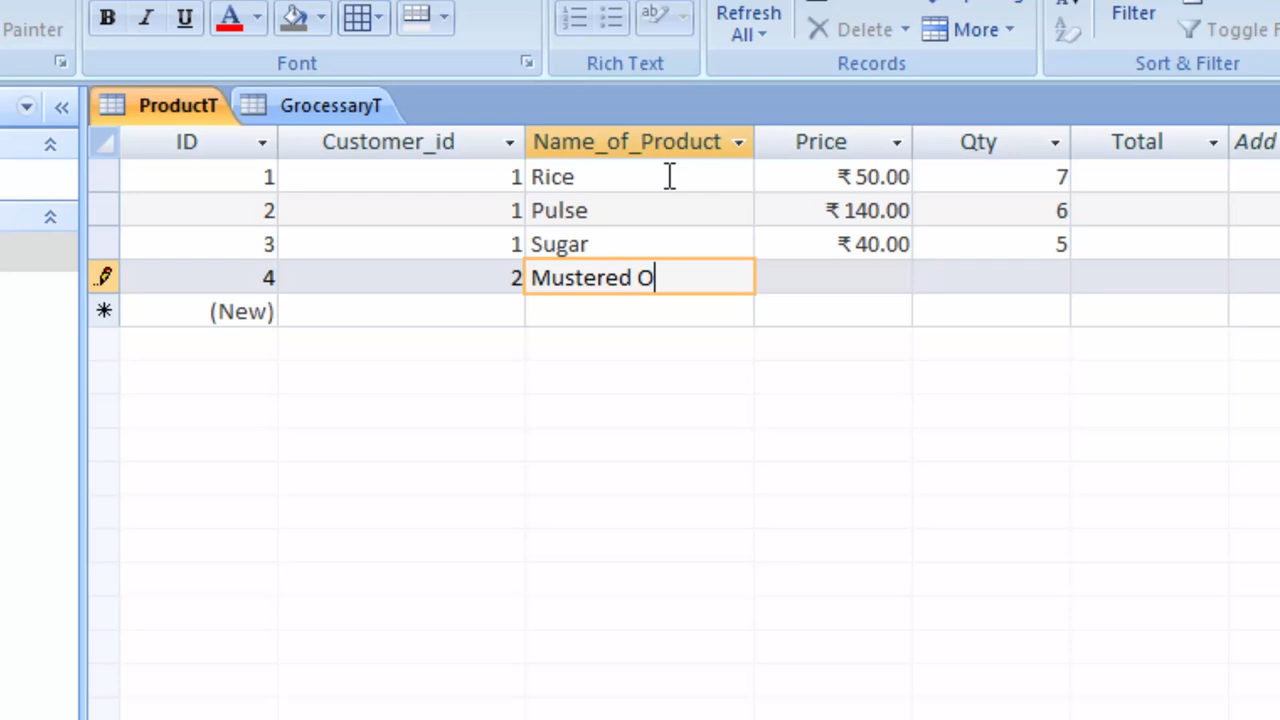 Painter
B I U A
ab
Refresh
All
Delete
More
Filter
Toggle F
Font
Rich Text
Records
Sort & Filter
ProductT GrocessaryT
ID Customer_id Name_of_Product Price Qty Total Add
1 1 Rice ₹ 50.00 7
2 1 Pulse ₹ 140.00 6
3 1 Sugar ₹ 40.00 5
4 2 Mustered O
(New)